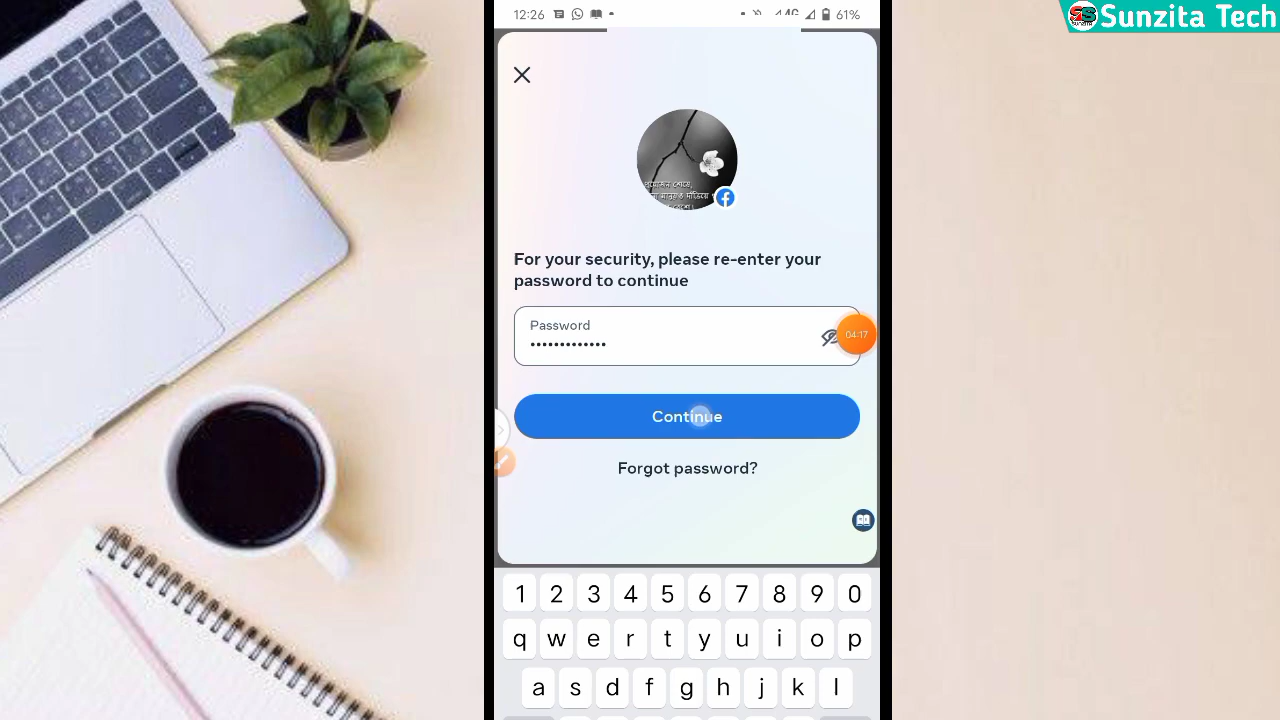 Sunzita Tech
12:26
4G
61%
For your security, please re-enter your
password to continue
Password
•••••••••••••
04:17
Continue
Forgot password?
1 2 3 4 5 6 7 8 9 0
q w e r t y u i o p
a s d f g h j k l